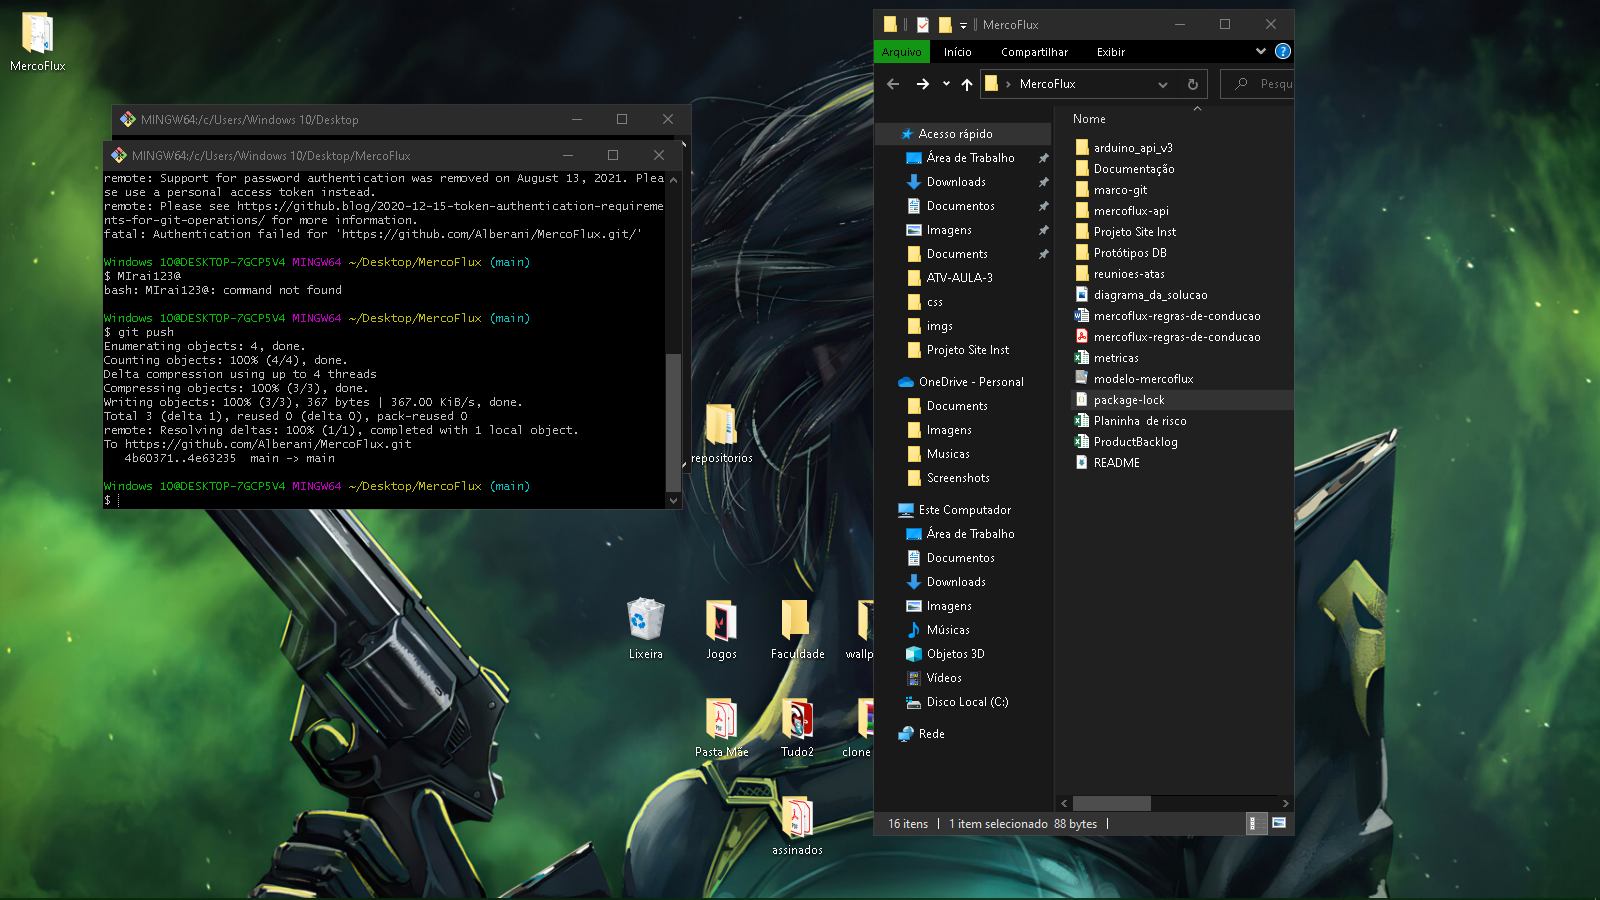 MercoFlux
MINGW64:/c/Users/Windows 10/Desktop
MINGW64:/c/Users/Windows 10/Desktop/MercoFlux
remote: Support for password authentication was removed on August 13, 2021. Plea
se use a personal access token instead.
remote: Please see https://github.blog/2020-12-15-token-authentication-requireme
nts-for-git-operations/ for more information.
fatal: Authentication failed for 'https://github.com/Alberani/MercoFlux.git/'
Windows 10@DESKTOP-7GCP5V4 MINGW64 ~/Desktop/MercoFlux (main)
$ MIrai123@
bash: MIrai123@: command not found
Windows 10@DESKTOP-7GCP5V4 MINGW64 ~/Desktop/MercoFlux (main)
$ git push
Enumerating objects: 4, done.
Counting objects: 100% (4/4), done.
Delta compression using up to 4 threads
Compressing objects: 100% (3/3), done.
Writing objects: 100% (3/3), 367 bytes | 367.00 KiB/s, done.
Total 3 (delta 1), reused 0 (delta 0), pack-reused 0
remote: Resolving deltas: 100% (1/1), completed with 1 local object.
To https://github.com/Alberani/MercoFlux.git
4b60371..4e63235 main -> main
Windows 10@DESKTOP-7GCP5V4 MINGW64 ~/Desktop/MercoFlux (main)
$
repositorios
Lixeira
Jogos
Faculdade
wallp
Pasta Mãe
Tudo2
clone
assinados
MercoFlux
Arquivo
Início
Compartilhar
Exibir
MercoFlux
Pesqu
Acesso rápido
Área de Trabalho
Downloads
Documentos
Imagens
Documents
ATV-AULA-3
css
imgs
Projeto Site Inst
OneDrive - Personal
Documents
Imagens
Musicas
Screenshots
Este Computador
Área de Trabalho
Documentos
Downloads
Imagens
Músicas
Objetos 3D
Vídeos
Disco Local (C:)
Rede
Nome
arduino_api_v3
Documentação
marco-git
mercoflux-api
Projeto Site Inst
Protótipos DB
reunioes-atas
diagrama_da_solucao
mercoflux-regras-de-conducao
mercoflux-regras-de-conducao
metricas
modelo-mercoflux
package-lock
Planinha de risco
ProductBacklog
README
16 itens
1 item selecionado 88 bytes